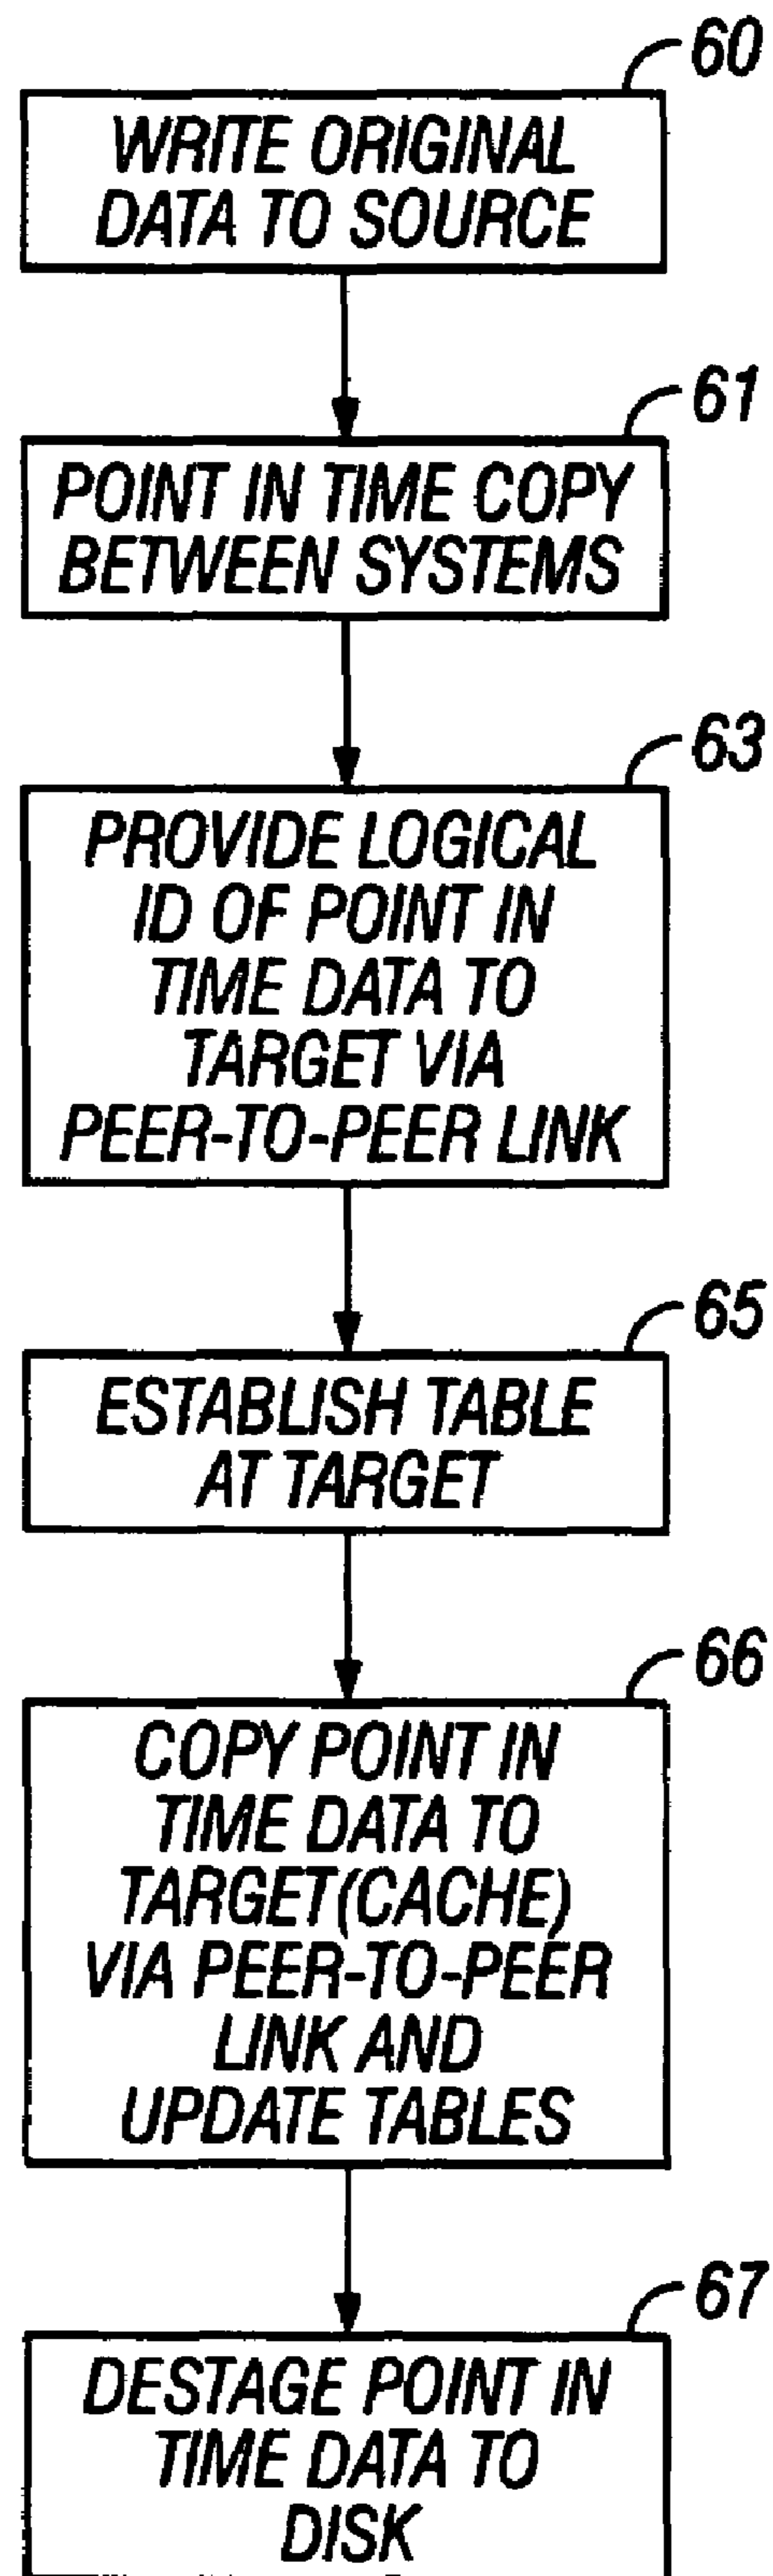 60
WRITE ORIGINAL
DATA TO SOURCE
61
POINT IN TIME COPY
BETWEEN SYSTEMS
63
PROVIDE LOGICAL
ID OF POINT IN
TIME DATA TO
TARGET VIA
PEER-TO-PEER LINK
65
ESTABLISH TABLE
AT TARGET
66
COPY POINT IN
TIME DATA TO
TARGET(CACHE)
VIA PEER-TO-PEER
LINK AND
UPDATE TABLES
67
DESTAGE POINT IN
TIME DATA TO
DISK